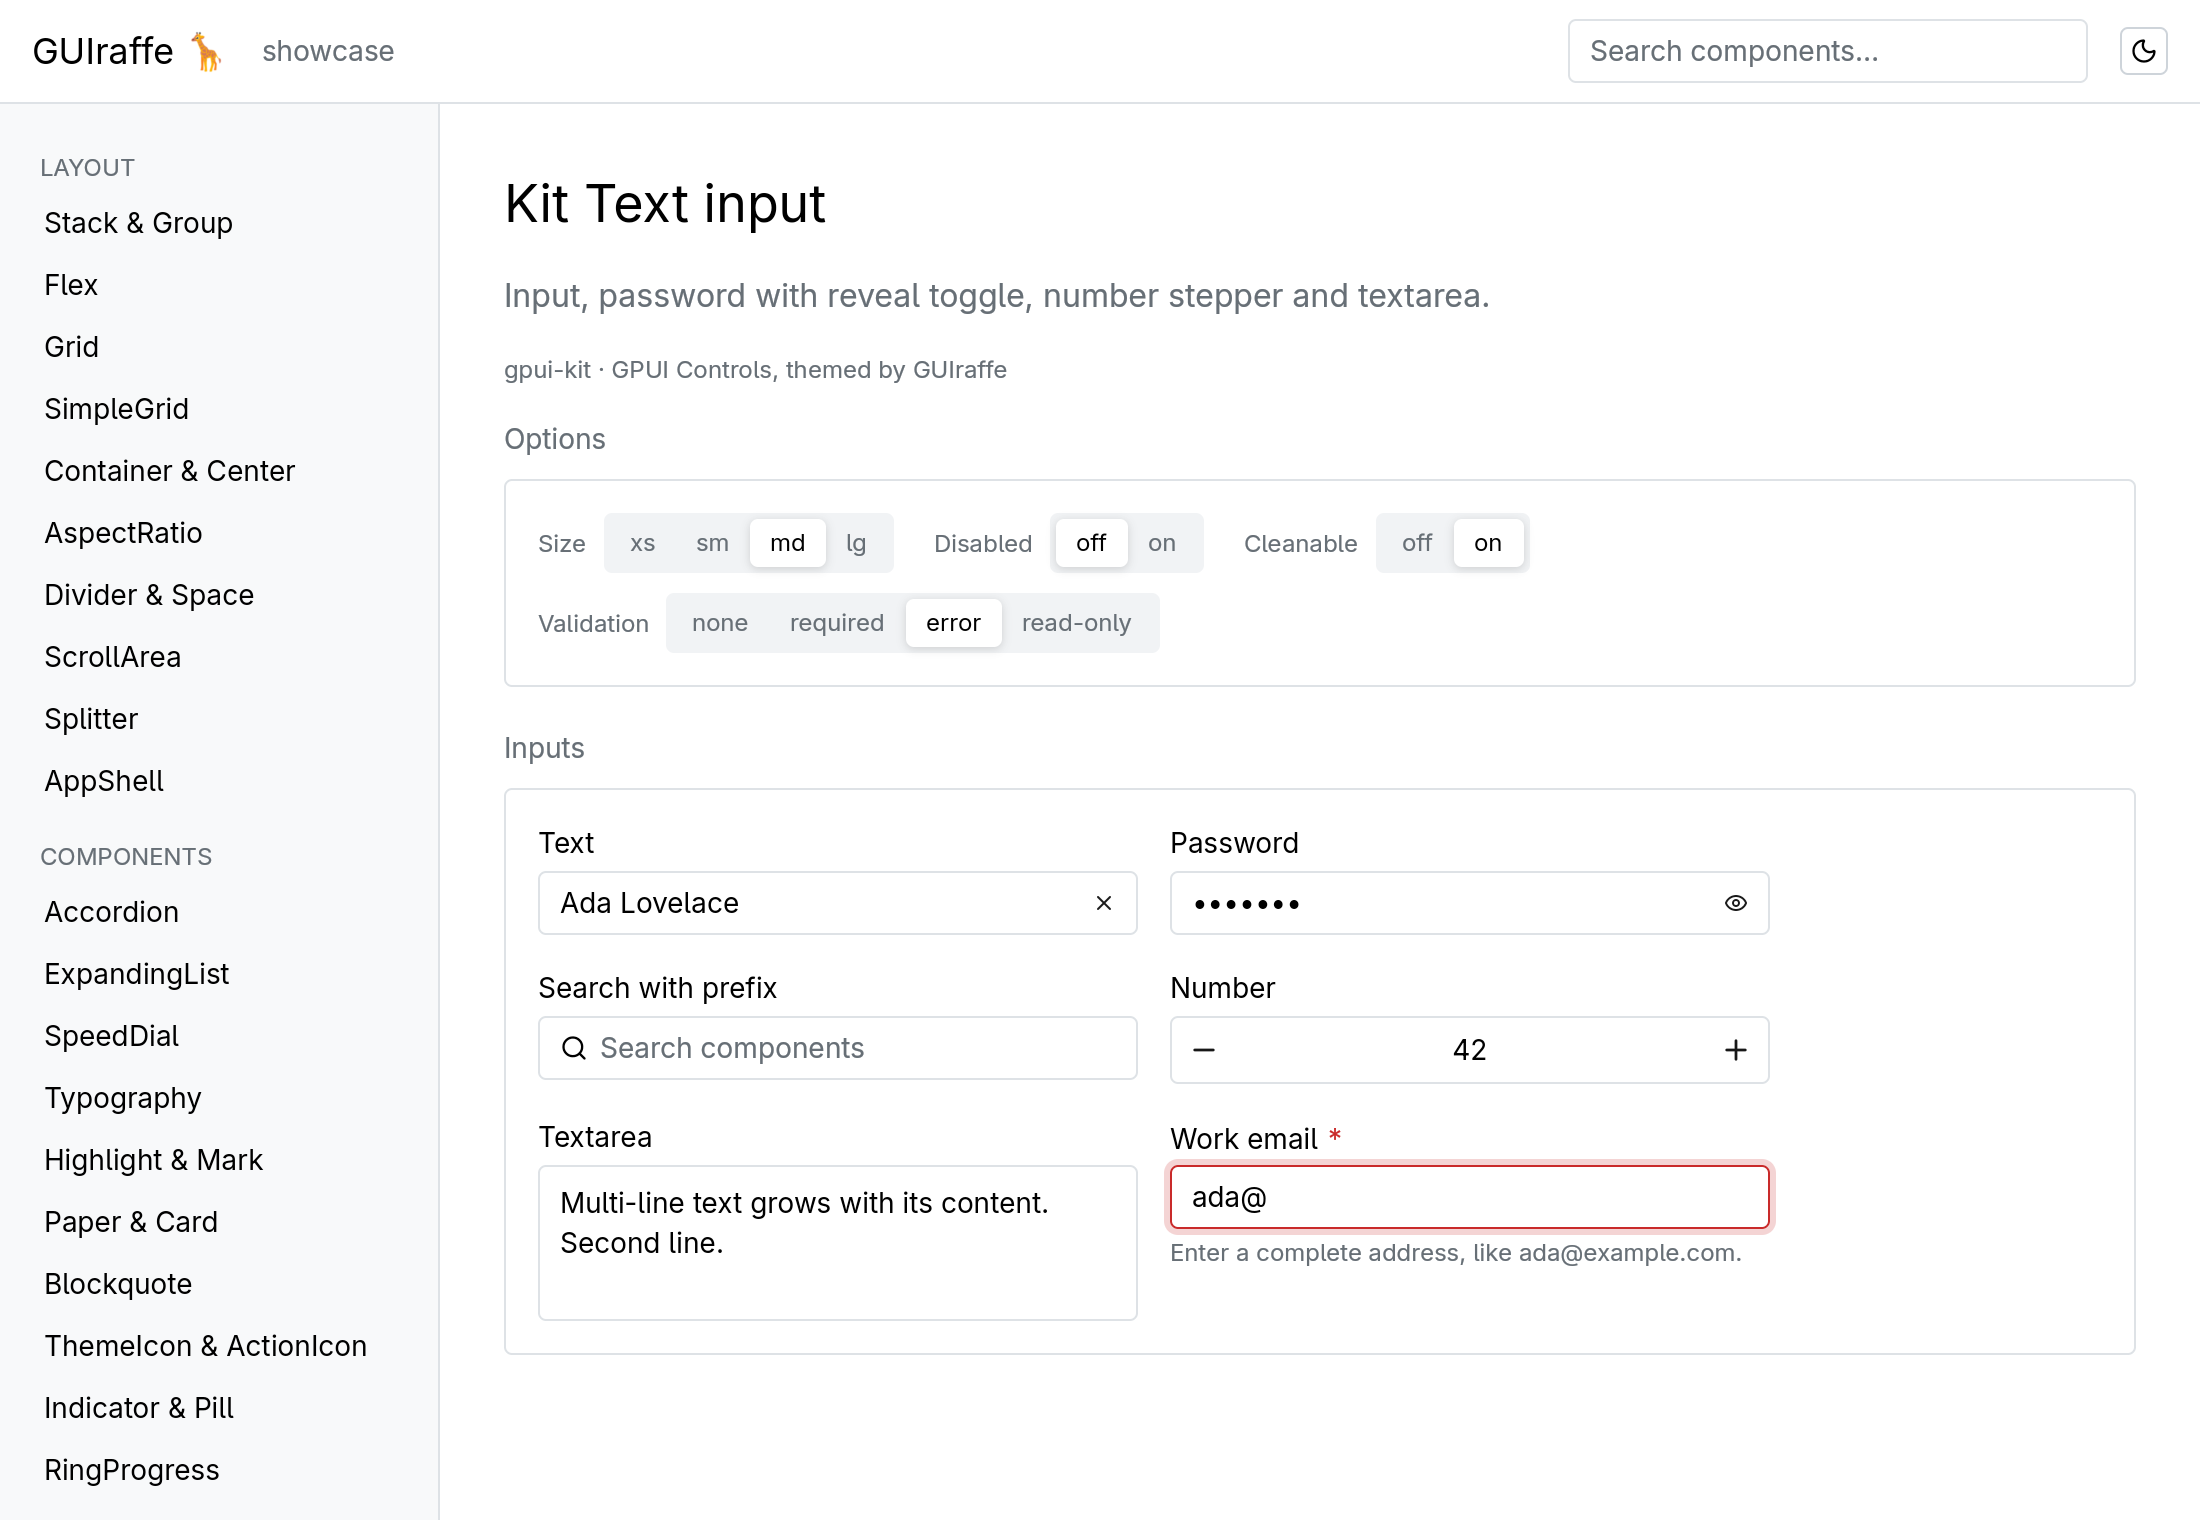 GUIraffe 🦒 showcase
Search components...
LAYOUT
Stack & Group
Flex
Grid
SimpleGrid
Container & Center
AspectRatio
Divider & Space
ScrollArea
Splitter
AppShell
COMPONENTS
Accordion
ExpandingList
SpeedDial
Typography
Highlight & Mark
Paper & Card
Blockquote
ThemeIcon & ActionIcon
Indicator & Pill
RingProgress
Kit Text input
Input, password with reveal toggle, number stepper and textarea.
gpui-kit · GPUI Controls, themed by GUIraffe
Options
Size xs sm md lg Disabled off on Cleanable off on
Validation none required error read-only
Inputs
Text
Ada Lovelace
Password
•••••••
Search with prefix
Search components
Number
42
Textarea
Multi-line text grows with its content.
Second line.
Work email *
ada@
Enter a complete address, like ada@example.com.